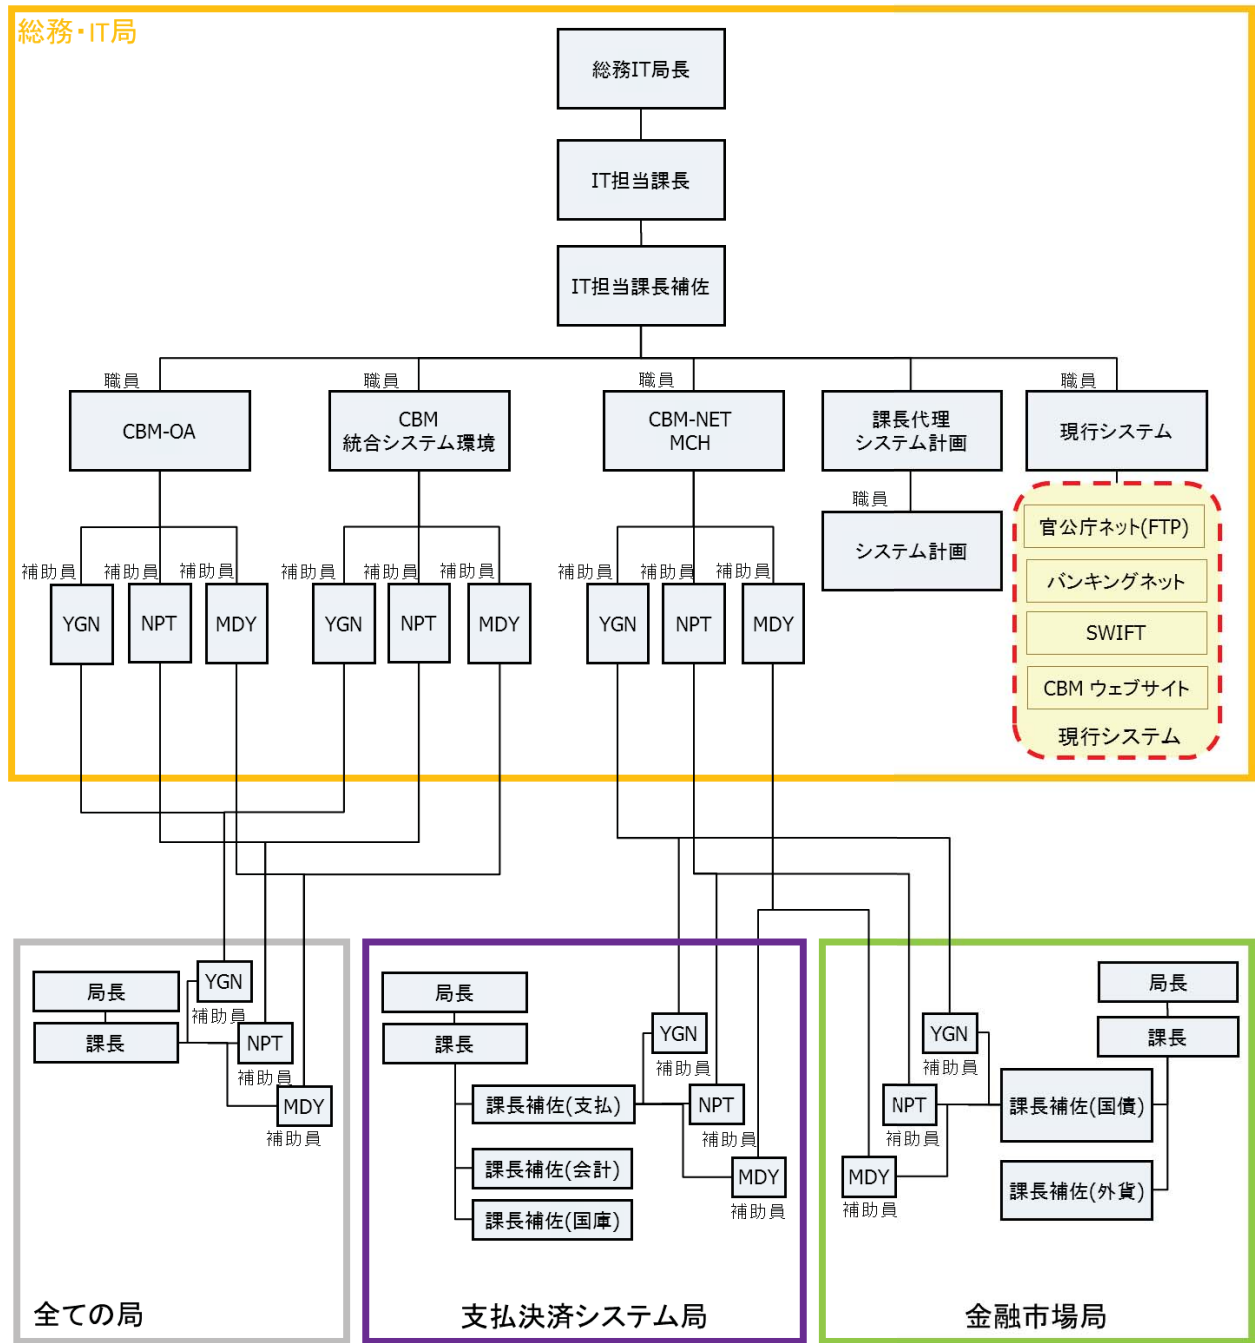 総務・IT局
総務IT局長
IT担当課長
IT担当課長補佐
職員
職員
職員
職員
CBM-OA
CBM
統合システム環境
CBM-NET
MCH
課長代理
システム計画
現行システム
職員
システム計画
官公庁ネット(FTP)
バンキングネット
SWIFT
CBM ウェブサイト
現行システム
補助員
補助員
補助員
補助員
補助員
補助員
補助員
補助員
補助員
YGN
NPT
MDY
YGN
NPT
MDY
YGN
NPT
MDY
局長
課長
YGN
補助員
NPT
補助員
MDY
補助員
全ての局
局長
課長
課長補佐(支払)
課長補佐(会計)
課長補佐(国庫)
YGN
補助員
NPT
補助員
MDY
補助員
支払決済システム局
局長
課長
YGN
補助員
NPT
補助員
MDY
補助員
課長補佐(国債)
課長補佐(外貨)
金融市場局